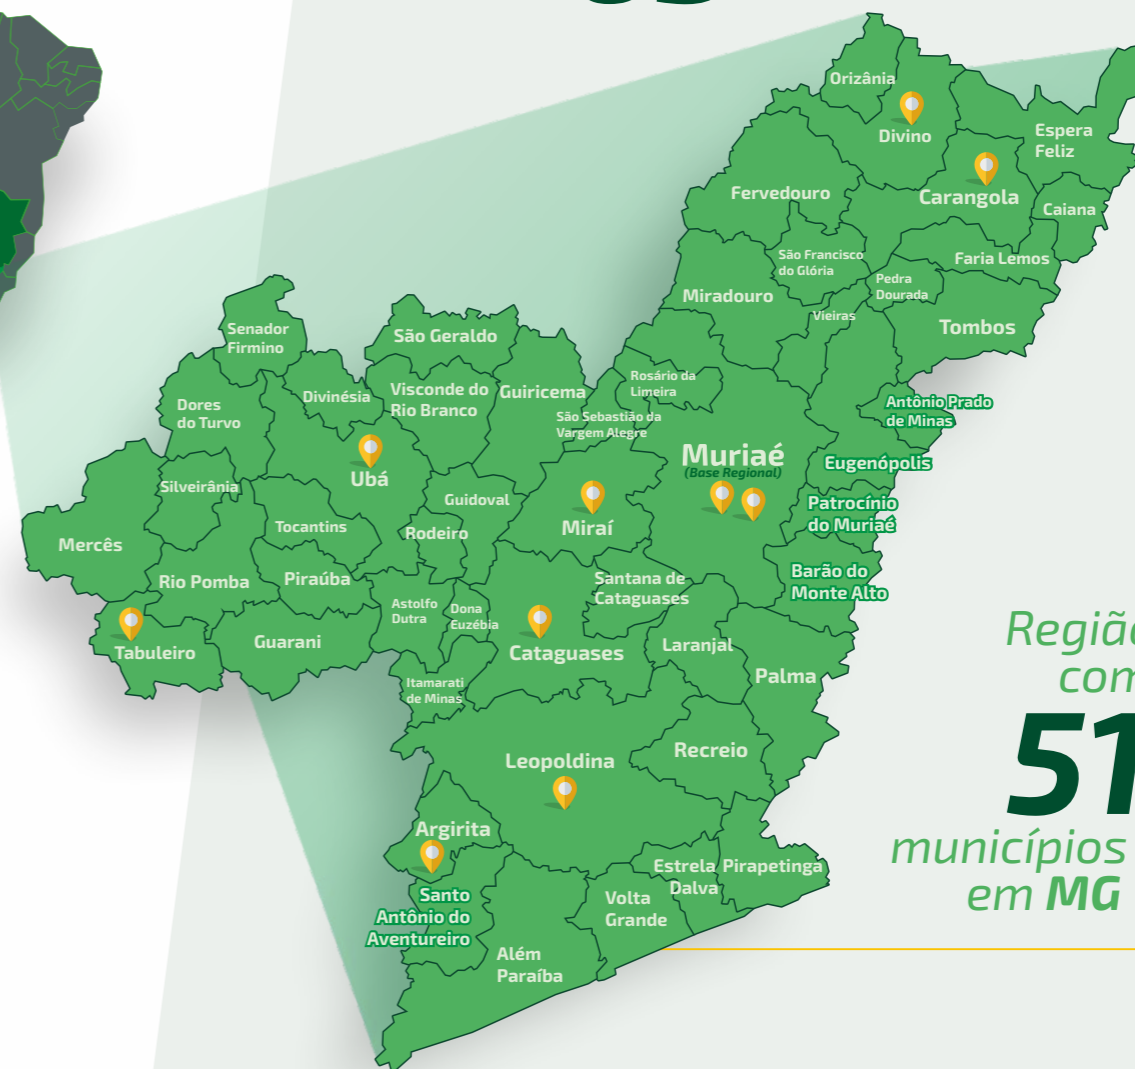 Orizânia
Divino
Espera
Feliz
Fervedouro
Carangola
Caiana
São Francisco
do Glória
Faria Lemos
Pedra
Dourada
Miradouro
Vieiras
Tombos
Senador
Firmino
São Geraldo
Divinésia
Visconde do
Rio Branco
Guiricema
Rosário da
Limeira
Dores
do Turvo
São Sebastião da
Vargem Alegre
Antônio Prado
de Minas
Muriaé
(Base Regional)
Eugenópolis
Ubá
Silveirânia
Guidoval
Patrocínio
do Muriaé
Tocantins
Rodeiro
Miraí
Mercês
Rio Pomba
Piraúba
Santana de
Cataguases
Barão do
Monte Alto
Astolfo
Dutra
Dona
Euzébia
Tabuleiro
Guarani
Cataguases
Laranjal
Palma
Itamarati
de Minas
Leopoldina
Recreio
Argirita
Estrela
Dalva
Pirapetinga
Santo
Antônio do
Aventureiro
Volta
Grande
Além
Paraíba
51
municípios
em MG